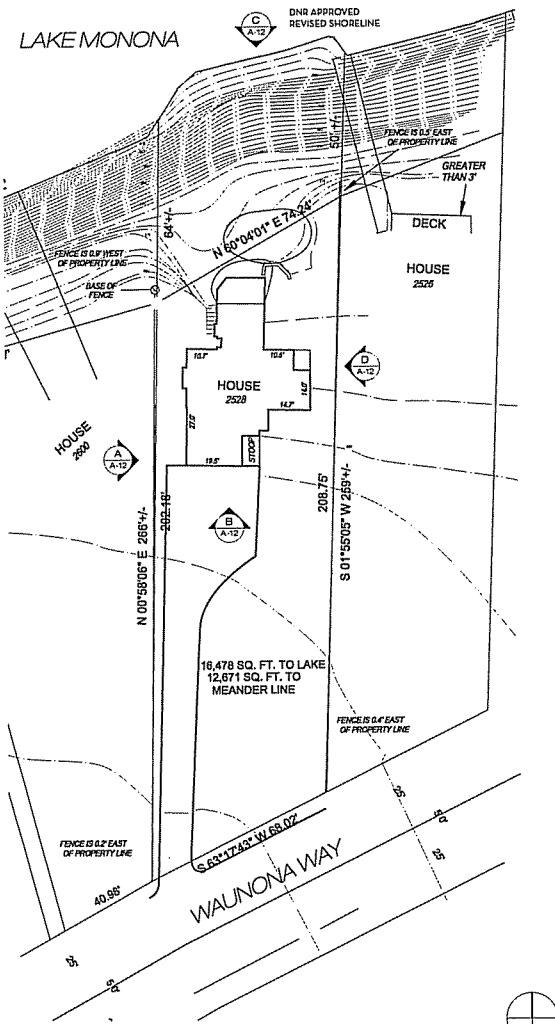 LAKE MONONA
C
A-12
DNR APPROVED
REVISED SHORELINE
50'+/-
FENCE IS 0.5' EAST
OF PROPERTY LINE
GREATER
THAN 3'
DECK
HOUSE
2526
64'+/-
N 60°04'01" E 74.24'
FENCE IS 0.9' WEST
OF PROPERTY LINE
BASE OF
FENCE
10.7'
10.6'
HOUSE
2528
14.0'
14.7'
27.0'
19.5'
STOOP
D
A-12
HOUSE
2600
A
A-12
B
A-12
N 00°58'06" E 266'+/-
202.18'
208.75'
S 01°55'05" W 259'+/-
16,478 SQ. FT. TO LAKE
12,671 SQ. FT. TO
MEANDER LINE
FENCE IS 0.4' EAST
OF PROPERTY LINE
FENCE IS 0.2' EAST
OF PROPERTY LINE
S 63°17'43" W 68.02'
40.98'
WAUNONA WAY
25'
50'
25'
25'
50'